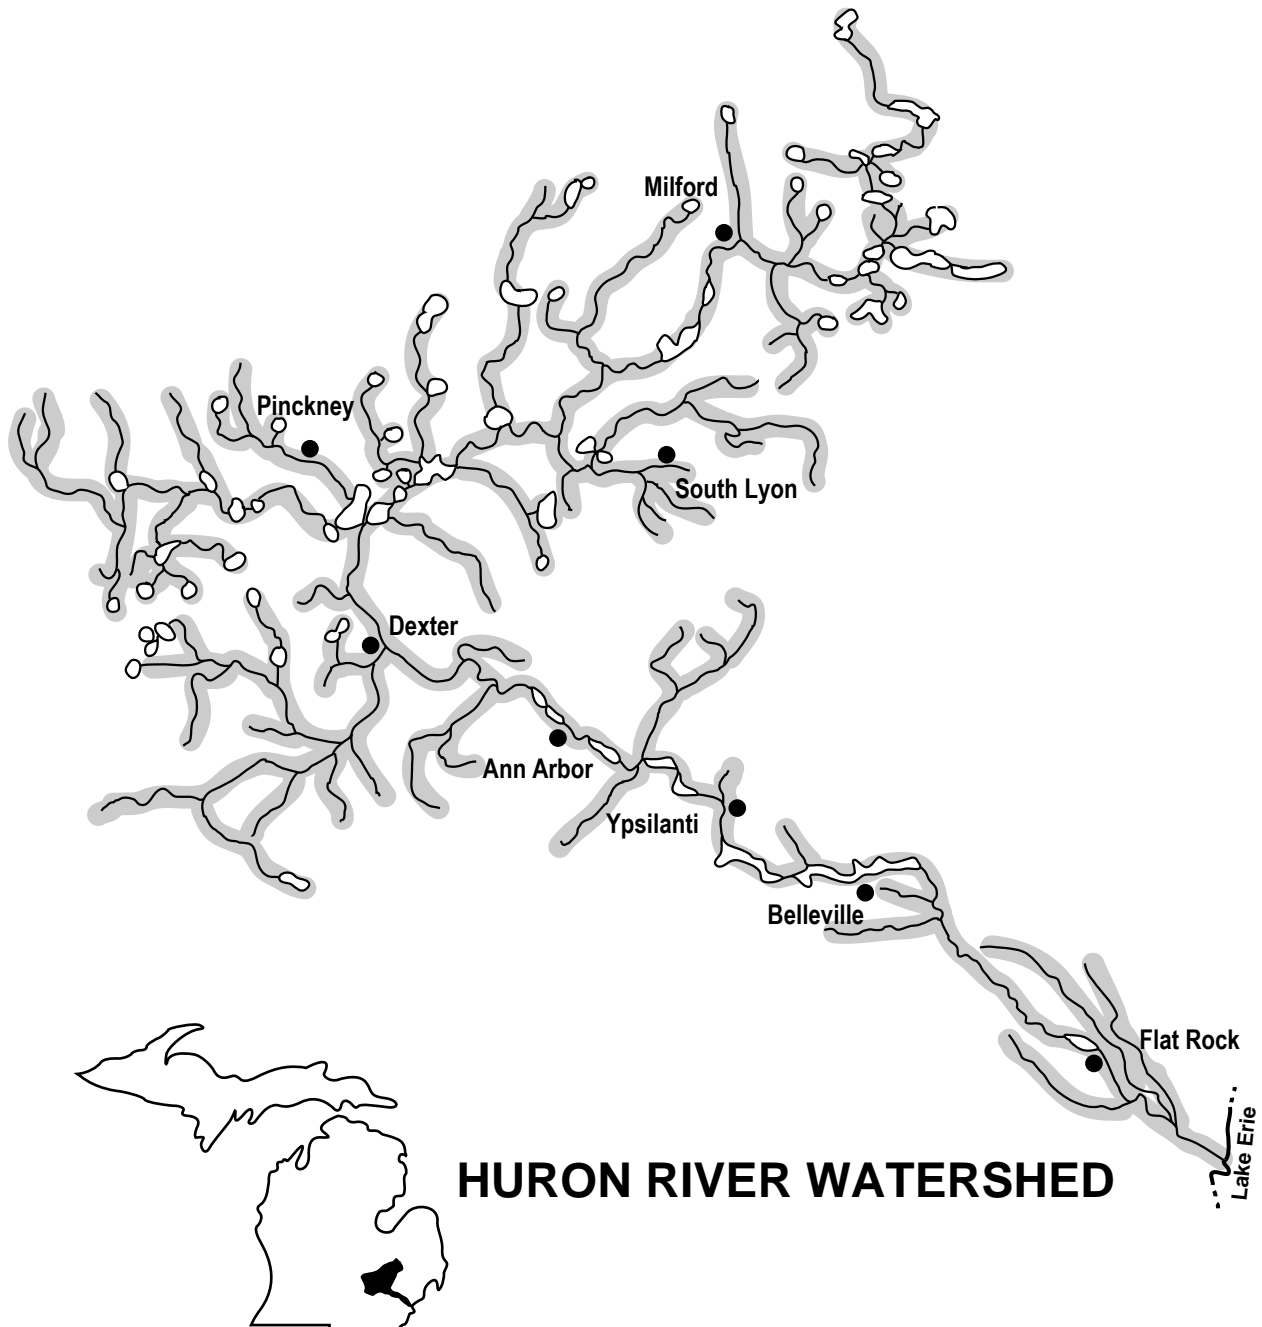 Milford
Pinckney
South Lyon
Dexter
Ann Arbor
Ypsilanti
Belleville
Flat Rock
Lake Erie
HURON RIVER WATERSHED